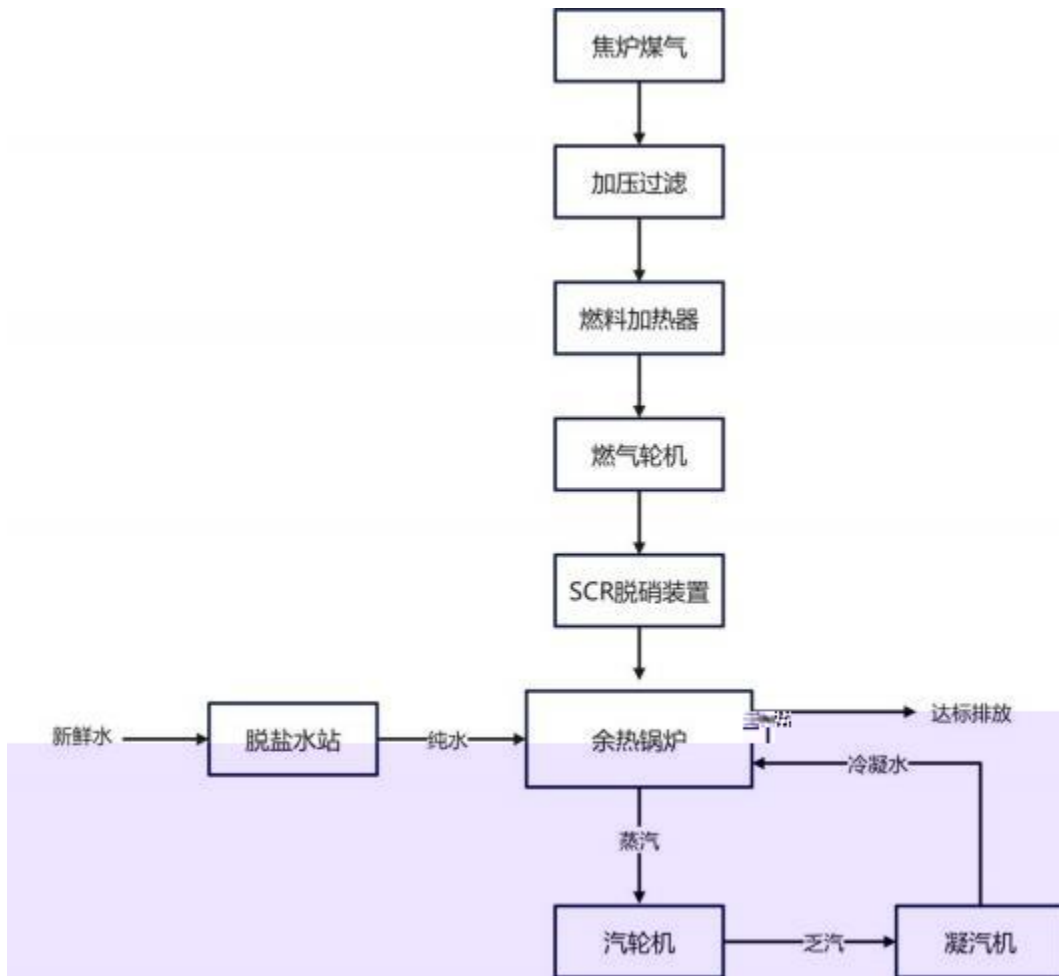 焦炉煤气
加压过滤
燃料加热器
燃气轮机
SCR脱硝装置
新鲜水
脱盐水站
纯水
余热锅炉
达标排放
冷凝水
蒸汽
汽轮机
乏汽
凝汽机